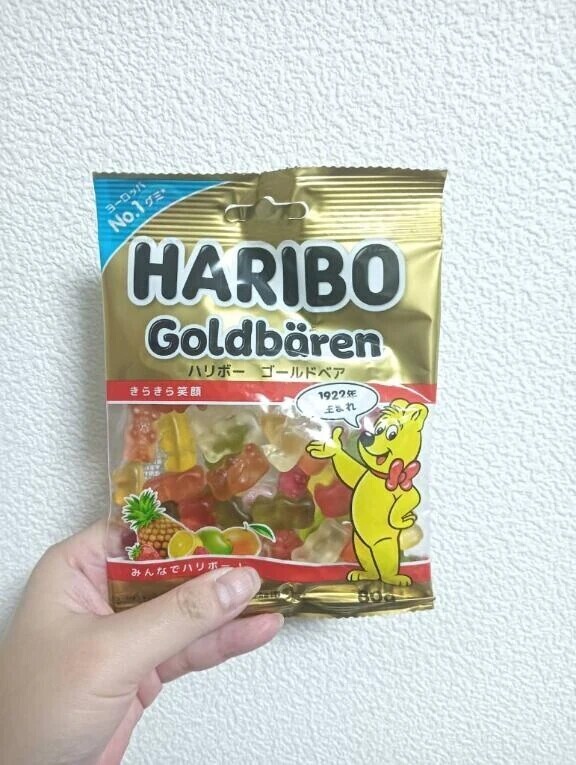 ヨーロッパ
No.1グミ*
HARIBO
Goldbären
ハリボー ゴールドベア
きらきら笑顔
1922年
生まれ
みんなでハリボー！
80g